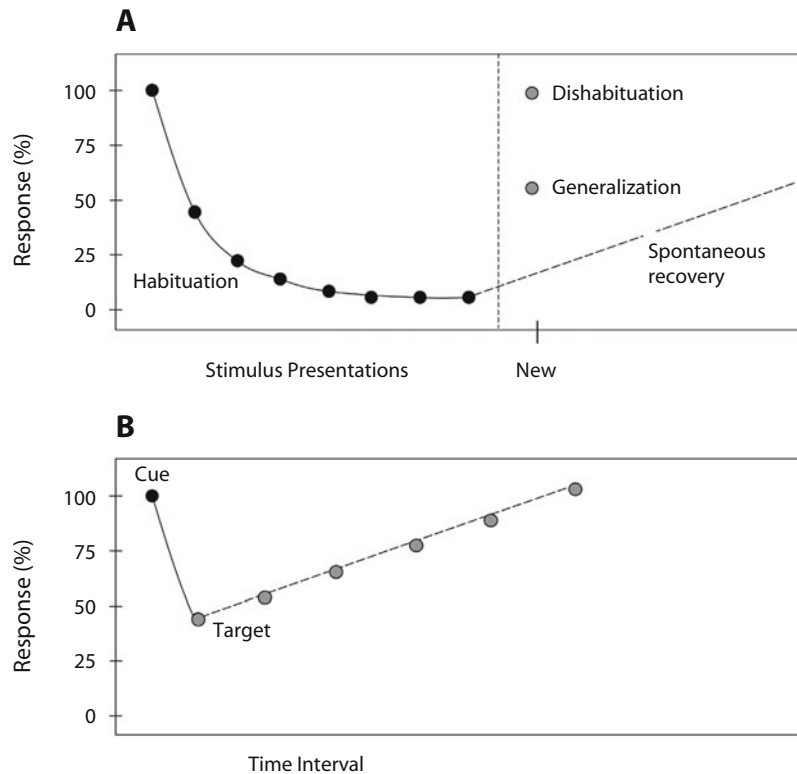 A
Response (%)
100
75
50
25
0
Dishabituation
Generalization
Habituation
Spontaneous
recovery
Stimulus Presentations
New
B
Response (%)
100
75
50
25
0
Cue
Target
Time Interval